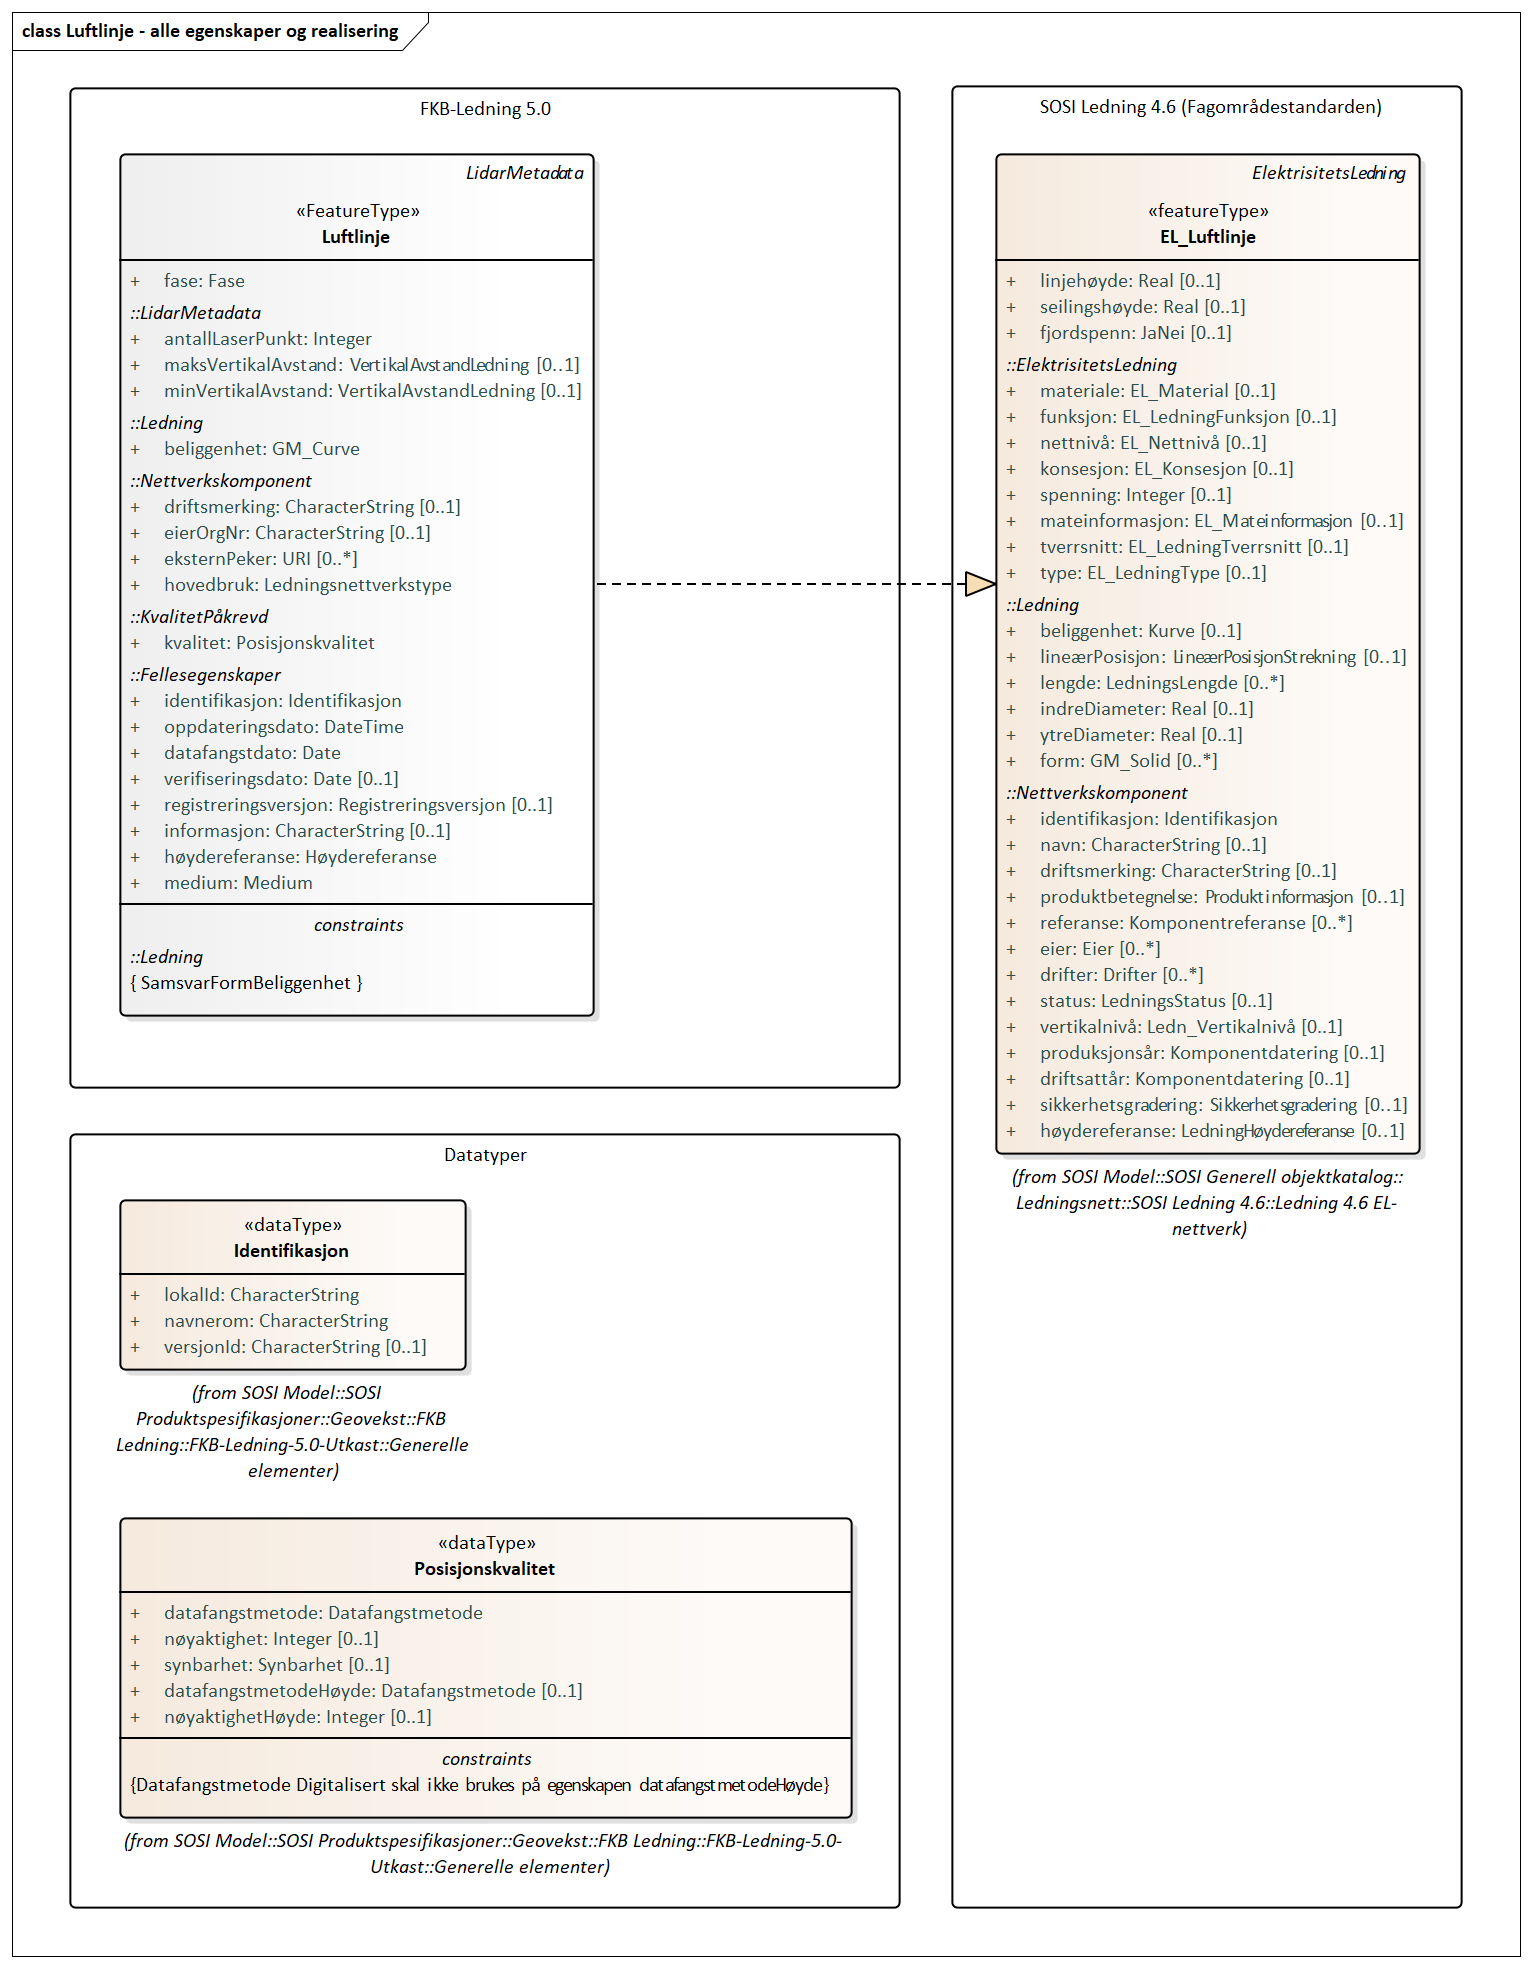 class Luftlinje - alle egenskaper og realisering
FKB-Ledning 5.0
LidarMetadata
«FeatureType»
Luftlinje
+ fase: Fase
::LidarMetadata
+ antallLaserPunkt: Integer
+ maksVertikalAvstand: VertikalAvstandLedning [0..1]
+ minVertikalAvstand: VertikalAvstandLedning [0..1]
::Ledning
+ beliggenhet: GM_Curve
::Nettverkskomponent
+ driftsmerking: CharacterString [0..1]
+ eierOrgNr: CharacterString [0..1]
+ eksternPeker: URI [0..*]
+ hovedbruk: Ledningsnettverkstype
::KvalitetPåkrevd
+ kvalitet: Posisjonskvalitet
::Fellesegenskaper
+ identifikasjon: Identifikasjon
+ oppdateringsdato: DateTime
+ datafangstdato: Date
+ verifiseringsdato: Date [0..1]
+ registreringsversjon: Registreringsversjon [0..1]
+ informasjon: CharacterString [0..1]
+ høydereferanse: Høydereferanse
+ medium: Medium
constraints
::Ledning
{ SamsvarFormBeliggenhet }
SOSI Ledning 4.6 (Fagområdestandarden)
ElektrisitetsLedning
«featureType»
EL_Luftlinje
+ linjehøyde: Real [0..1]
+ seilingshøyde: Real [0..1]
+ fjordspenn: JaNei [0..1]
::ElektrisitetsLedning
+ materiale: EL_Material [0..1]
+ funksjon: EL_LedningFunksjon [0..1]
+ nettnivå: EL_Nettnivå [0..1]
+ konsesjon: EL_Konsesjon [0..1]
+ spenning: Integer [0..1]
+ mateinformasjon: EL_Mateinformasjon [0..1]
+ tverrsnitt: EL_LedningTverrsnitt [0..1]
+ type: EL_LedningType [0..1]
::Ledning
+ beliggenhet: Kurve [0..1]
+ lineærPosisjon: LineærPosisjonStrekning [0..1]
+ lengde: LedningsLengde [0..*]
+ indreDiameter: Real [0..1]
+ ytreDiameter: Real [0..1]
+ form: GM_Solid [0..*]
::Nettverkskomponent
+ identifikasjon: Identifikasjon
+ navn: CharacterString [0..1]
+ driftsmerking: CharacterString [0..1]
+ produktbetegnelse: Produktinformasjon [0..1]
+ referanse: Komponentreferanse [0..*]
+ eier: Eier [0..*]
+ drifter: Drifter [0..*]
+ status: LedningsStatus [0..1]
+ vertikalnivå: Ledn_Vertikalnivå [0..1]
+ produksjonsår: Komponentdatering [0..1]
+ driftsattår: Komponentdatering [0..1]
+ sikkerhetsgradering: Sikkerhetsgradering [0..1]
+ høydereferanse: LedningHøydereferanse [0..1]
(from SOSI Model::SOSI Generell objektkatalog::
Ledningsnett::SOSI Ledning 4.6::Ledning 4.6 EL-
nettverk)
Datatyper
«dataType»
Identifikasjon
+ lokalId: CharacterString
+ navnerom: CharacterString
+ versjonId: CharacterString [0..1]
(from SOSI Model::SOSI
Produktspesifikasjoner::Geovekst::FKB
Ledning::FKB-Ledning-5.0-Utkast::Generelle
elementer)
«dataType»
Posisjonskvalitet
+ datafangstmetode: Datafangstmetode
+ nøyaktighet: Integer [0..1]
+ synbarhet: Synbarhet [0..1]
+ datafangstmetodeHøyde: Datafangstmetode [0..1]
+ nøyaktighetHøyde: Integer [0..1]
constraints
{Datafangstmetode Digitalisert skal ikke brukes på egenskapen datafangstmetodeHøyde}
(from SOSI Model::SOSI Produktspesifikasjoner::Geovekst::FKB Ledning::FKB-Ledning-5.0-
Utkast::Generelle elementer)